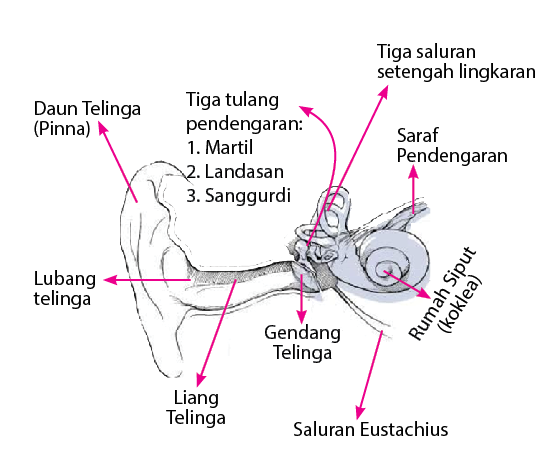 Tiga saluran
setengah lingkaran
Daun Telinga
(Pinna)
Tiga tulang
pendengaran:
1. Martil
2. Landasan
3. Sanggurdi
Saraf
Pendengaran
Lubang
telinga
Rumah Siput
(koklea)
Gendang
Telinga
Liang
Telinga
Saluran Eustachius